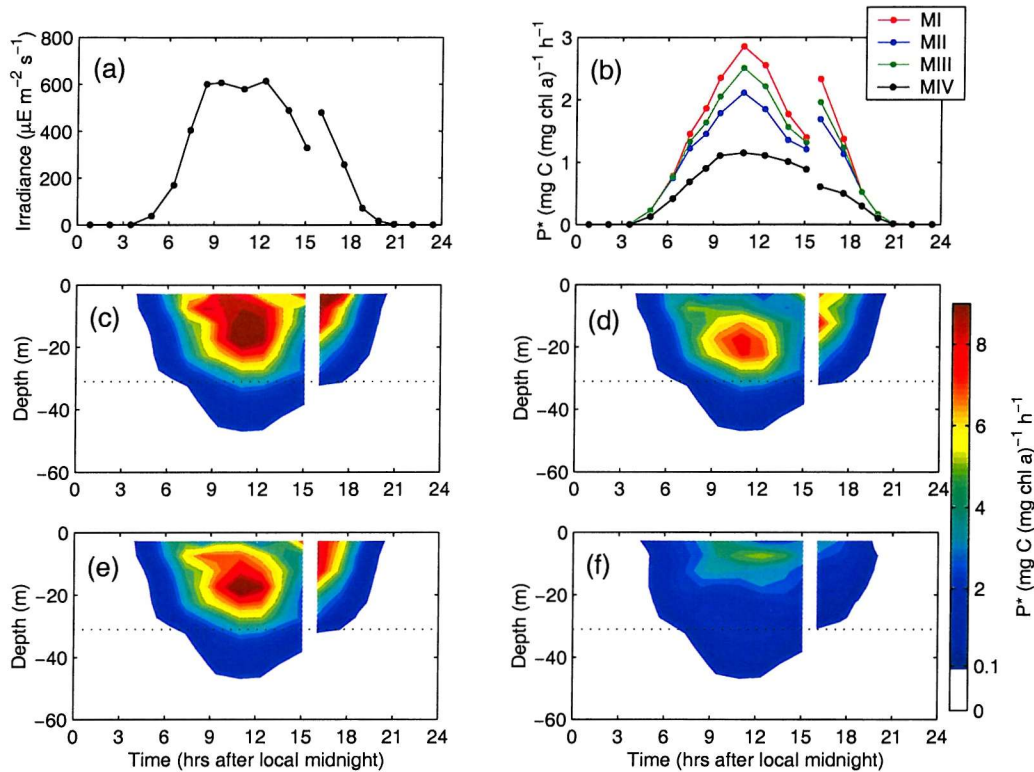 MI
MII
MIII
MIV
(a)
Irradiance (μE m⁻² s⁻¹)
800
600
400
200
0
0 3 6 9 12 15 18 21 24
(b)
P* (mg C (mg chl a)⁻¹ h⁻¹
3
2
1
0
0 3 6 9 12 15 18 21 24
(c)
Depth (m)
0
−20
−40
−60
0 3 6 9 12 15 18 21 24
(d)
Depth (m)
0
−20
−40
−60
0 3 6 9 12 15 18 21 24
(e)
Depth (m)
0
−20
−40
−60
0 3 6 9 12 15 18 21 24
Time (hrs after local midnight)
(f)
Depth (m)
0
−20
−40
−60
0 3 6 9 12 15 18 21 24
Time (hrs after local midnight)
8
6
4
2
0.1
0
P* (mg C (mg chl a)⁻¹ h⁻¹